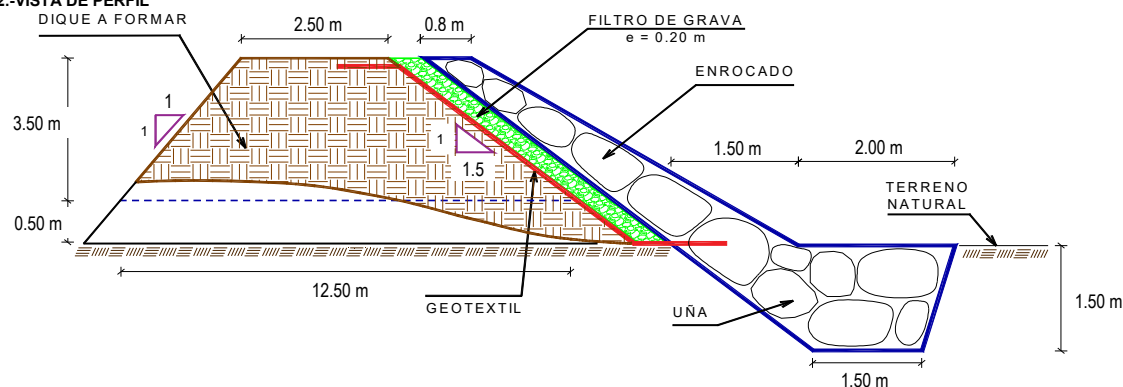 2.-VISTA DE PERFIL
DIQUE A FORMAR
2.50 m
0.8 m
FILTRO DE GRAVA
e = 0.20 m
ENROCADO
1
1
3.50 m
1
1.5
1.50 m
2.00 m
TERRENO
NATURAL
0.50 m
12.50 m
GEOTEXTIL
UÑA
1.50 m
1.50 m